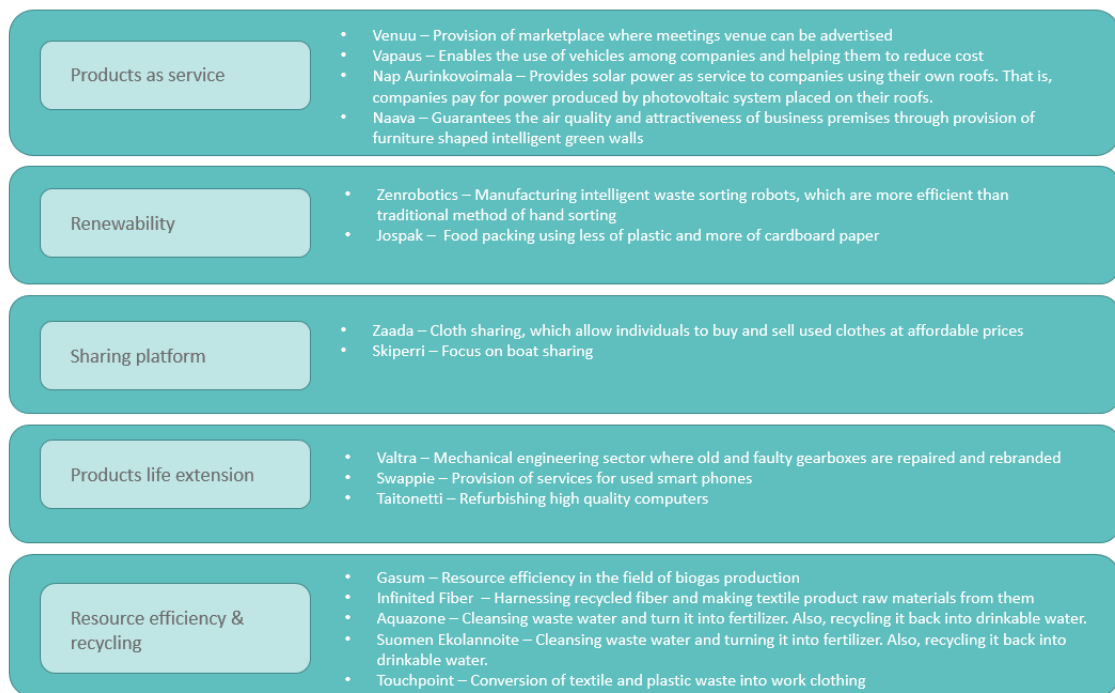 Products as service
• Venuu – Provision of marketplace where meetings venue can be advertised
• Vapaus – Enables the use of vehicles among companies and helping them to reduce cost
• Nap Aurinkovoimala – Provides solar power as service to companies using their own roofs. That is,
companies pay for power produced by photovoltaic system placed on their roofs.
• Naava – Guarantees the air quality and attractiveness of business premises through provision of
furniture shaped intelligent green walls
Renewability
• Zenrobotics – Manufacturing intelligent waste sorting robots, which are more efficient than
traditional method of hand sorting
• Jospak – Food packing using less of plastic and more of cardboard paper
Sharing platform
• Zaada – Cloth sharing, which allow individuals to buy and sell used clothes at affordable prices
• Skiperri – Focus on boat sharing
Products life extension
• Valtra – Mechanical engineering sector where old and faulty gearboxes are repaired and rebranded
• Swappie – Provision of services for used smart phones
• Taitonetti – Refurbishing high quality computers
Resource efficiency &
recycling
• Gasum – Resource efficiency in the field of biogas production
• Infinited Fiber – Harnessing recycled fiber and making textile product raw materials from them
• Aquazone – Cleansing waste water and turn it into fertilizer. Also, recycling it back into drinkable water.
• Suomen Ekolannoite – Cleansing waste water and turning it into fertilizer. Also, recycling it back into
drinkable water.
• Touchpoint – Conversion of textile and plastic waste into work clothing